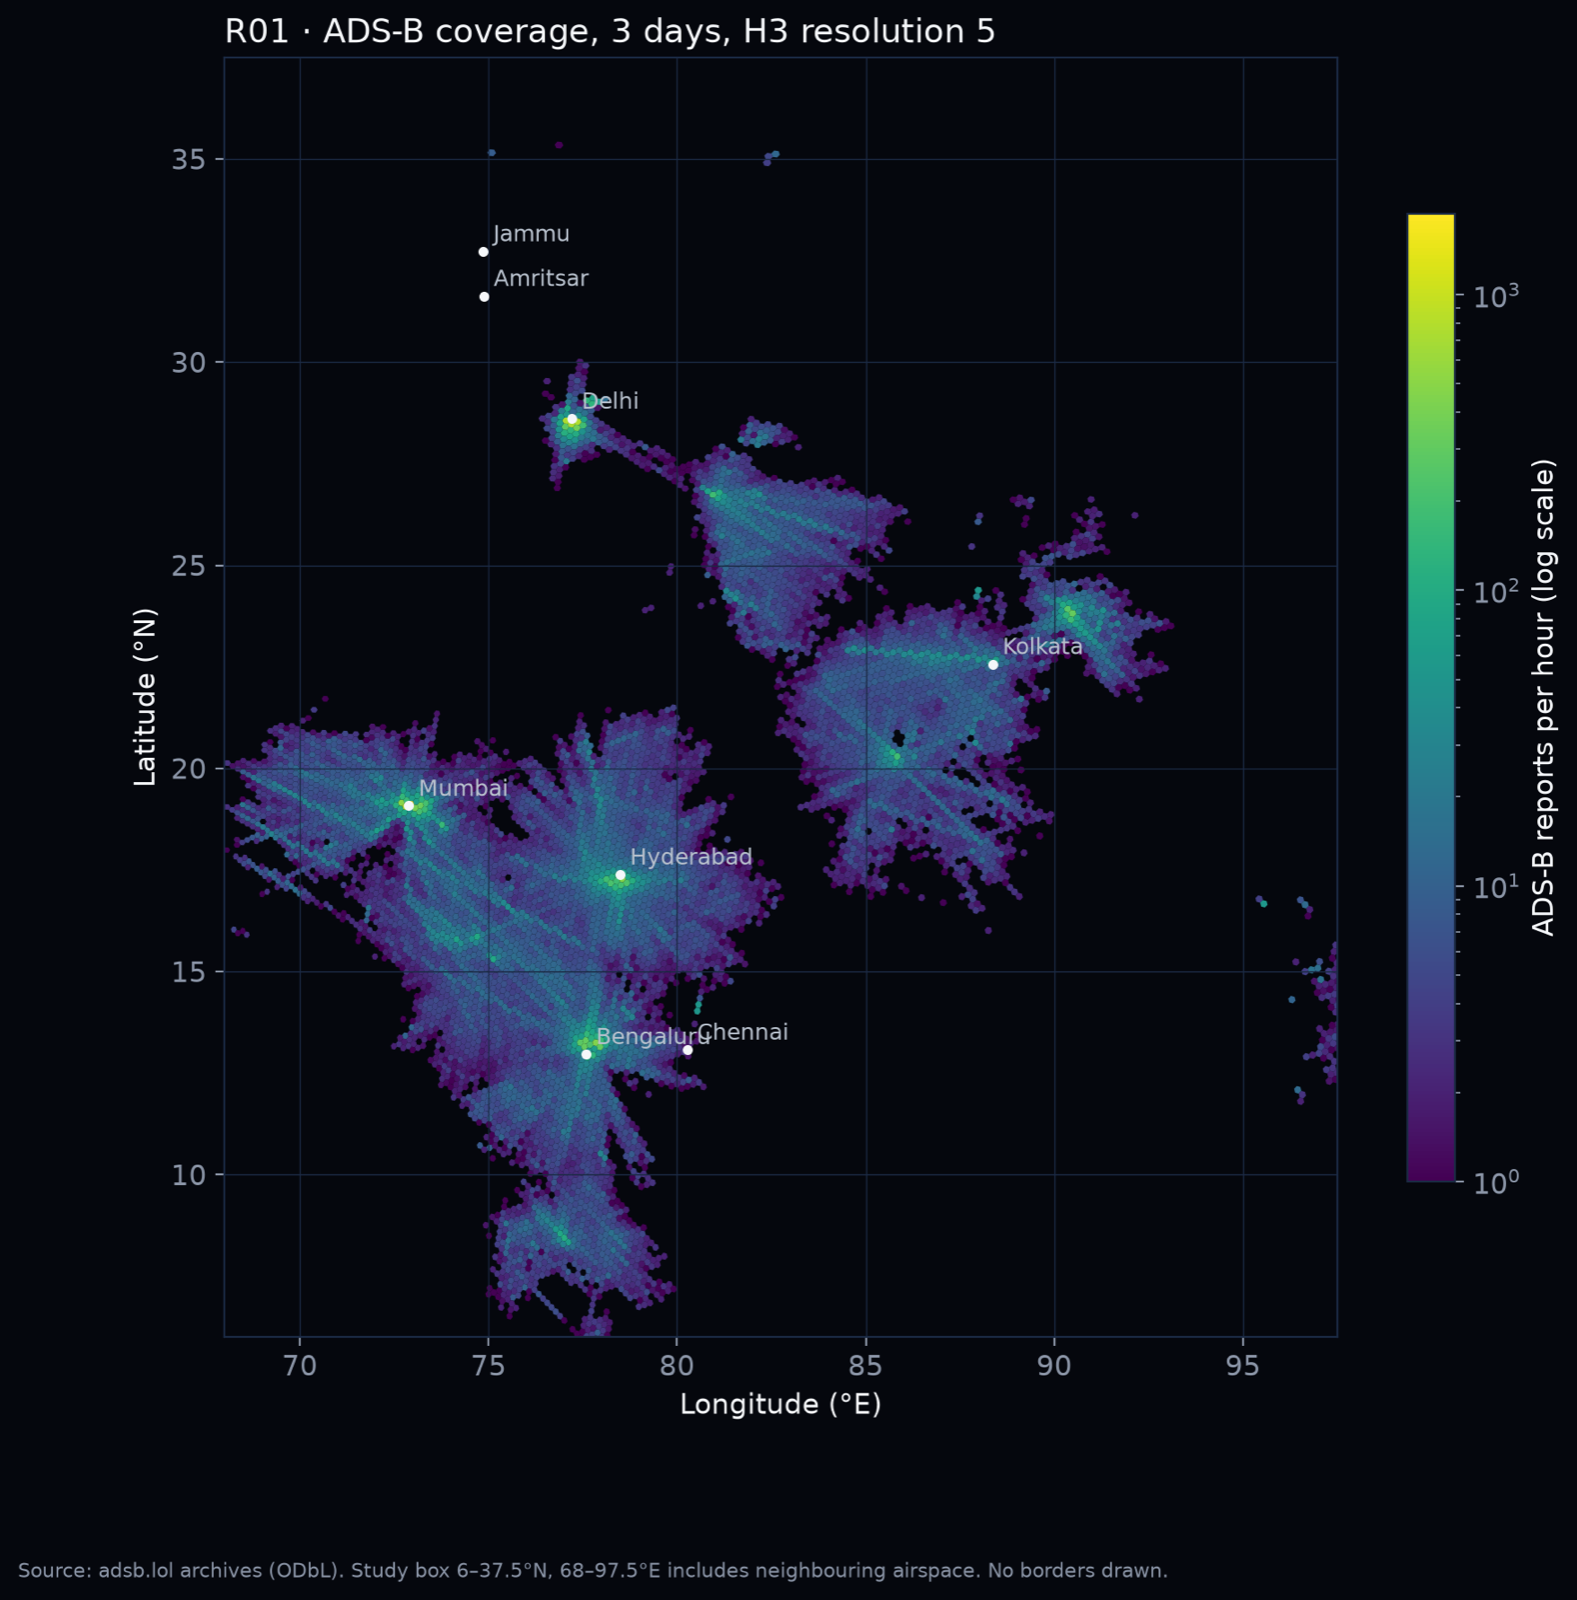 R01 · ADS-B coverage, 3 days, H3 resolution 5
35
30
25
20
15
10
Latitude (°N)
Jammu
Amritsar
Delhi
Kolkata
Mumbai
Hyderabad
Bengaluru
Chennai
70 75 80 85 90 95
Longitude (°E)
10³
10²
10¹
10⁰
ADS-B reports per hour (log scale)
Source: adsb.lol archives (ODbL). Study box 6–37.5°N, 68–97.5°E includes neighbouring airspace. No borders drawn.